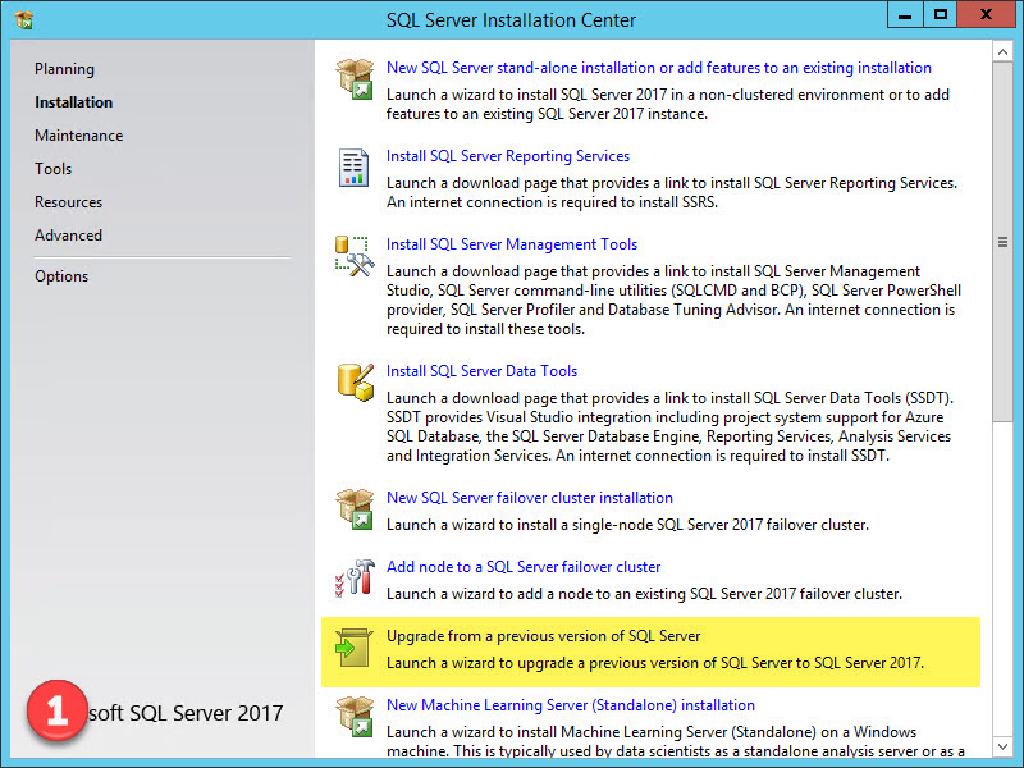 SQL Server Installation Center
Planning
Installation
Maintenance
Tools
Resources
Advanced
Options
New SQL Server stand-alone installation or add features to an existing installation
Launch a wizard to install SQL Server 2017 in a non-clustered environment or to add
features to an existing SQL Server 2017 instance.
Install SQL Server Reporting Services
Launch a download page that provides a link to install SQL Server Reporting Services.
An internet connection is required to install SSRS.
Install SQL Server Management Tools
Launch a download page that provides a link to install SQL Server Management
Studio, SQL Server command-line utilities (SQLCMD and BCP), SQL Server PowerShell
provider, SQL Server Profiler and Database Tuning Advisor. An internet connection is
required to install these tools.
Install SQL Server Data Tools
Launch a download page that provides a link to install SQL Server Data Tools (SSDT).
SSDT provides Visual Studio integration including project system support for Azure
SQL Database, the SQL Server Database Engine, Reporting Services, Analysis Services
and Integration Services. An internet connection is required to install SSDT.
New SQL Server failover cluster installation
Launch a wizard to install a single-node SQL Server 2017 failover cluster.
Add node to a SQL Server failover cluster
Launch a wizard to add a node to an existing SQL Server 2017 failover cluster.
Upgrade from a previous version of SQL Server
Launch a wizard to upgrade a previous version of SQL Server to SQL Server 2017.
New Machine Learning Server (Standalone) installation
Launch a wizard to install Machine Learning Server (Standalone) on a Windows
machine. This is typically used by data scientists as a standalone analysis server or as a
1
soft SQL Server 2017